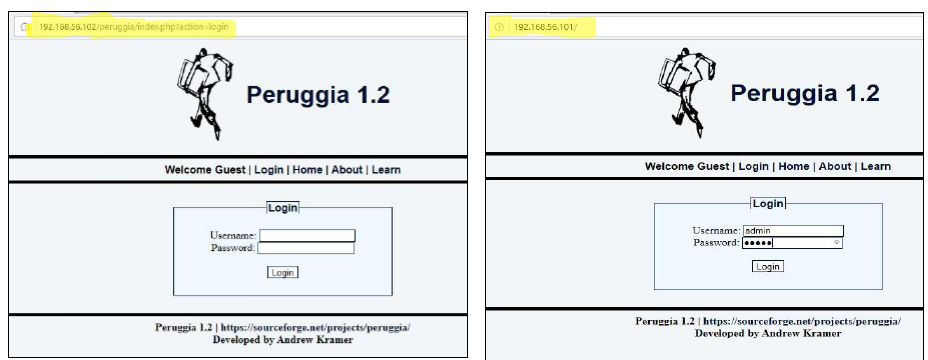 192.168.56.102/peruggia/index.php?action=login
Peruggia 1.2
Welcome Guest | Login | Home | About | Learn
Login
Username:
Password:
Login
Peruggia 1.2 | https://sourceforge.net/projects/peruggia/
Developed by Andrew Kramer
192.168.56.101/
Peruggia 1.2
Welcome Guest | Login | Home | About | Learn
Login
Username: admin
Password: •••••
Login
Peruggia 1.2 | https://sourceforge.net/projects/peruggia/
Developed by Andrew Kramer